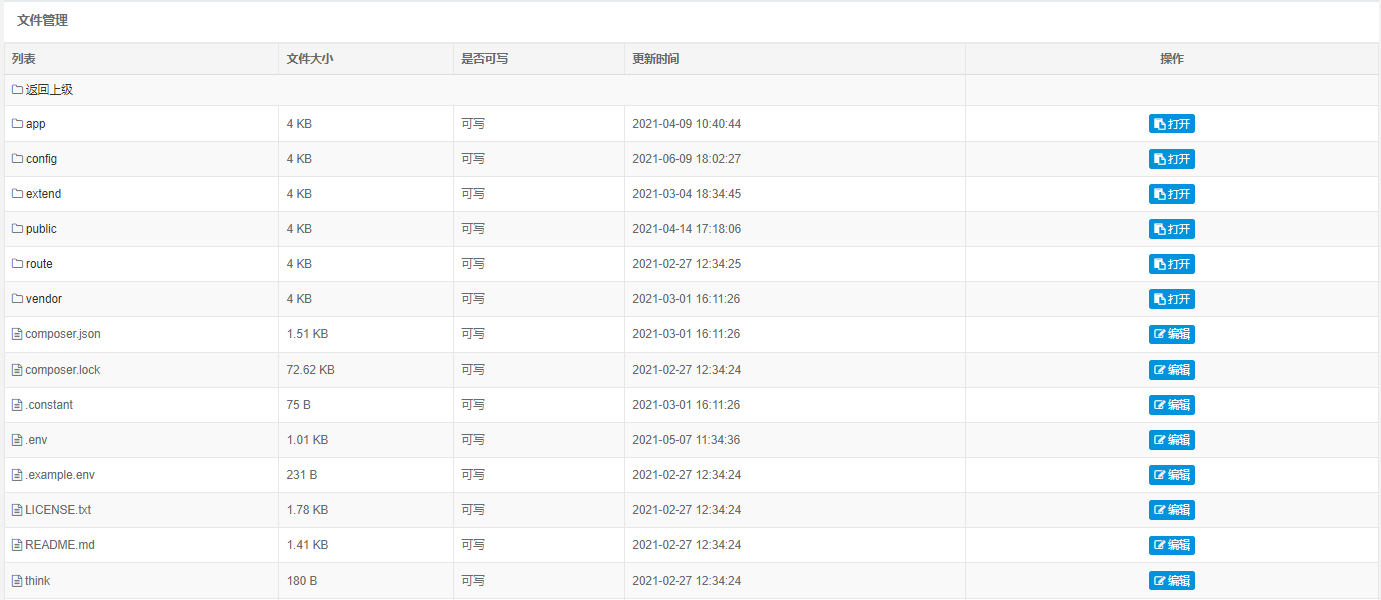 文件管理
列表 文件大小 是否可写 更新时间 操作
返回上级
app 4 KB 可写 2021-04-09 10:40:44 打开
config 4 KB 可写 2021-06-09 18:02:27 打开
extend 4 KB 可写 2021-03-04 18:34:45 打开
public 4 KB 可写 2021-04-14 17:18:06 打开
route 4 KB 可写 2021-02-27 12:34:25 打开
vendor 4 KB 可写 2021-03-01 16:11:26 打开
composer.json 1.51 KB 可写 2021-03-01 16:11:26 编辑
composer.lock 72.62 KB 可写 2021-02-27 12:34:24 编辑
.constant 75 B 可写 2021-03-01 16:11:26 编辑
.env 1.01 KB 可写 2021-05-07 11:34:36 编辑
.example.env 231 B 可写 2021-02-27 12:34:24 编辑
LICENSE.txt 1.78 KB 可写 2021-02-27 12:34:24 编辑
README.md 1.41 KB 可写 2021-02-27 12:34:24 编辑
think 180 B 可写 2021-02-27 12:34:24 编辑